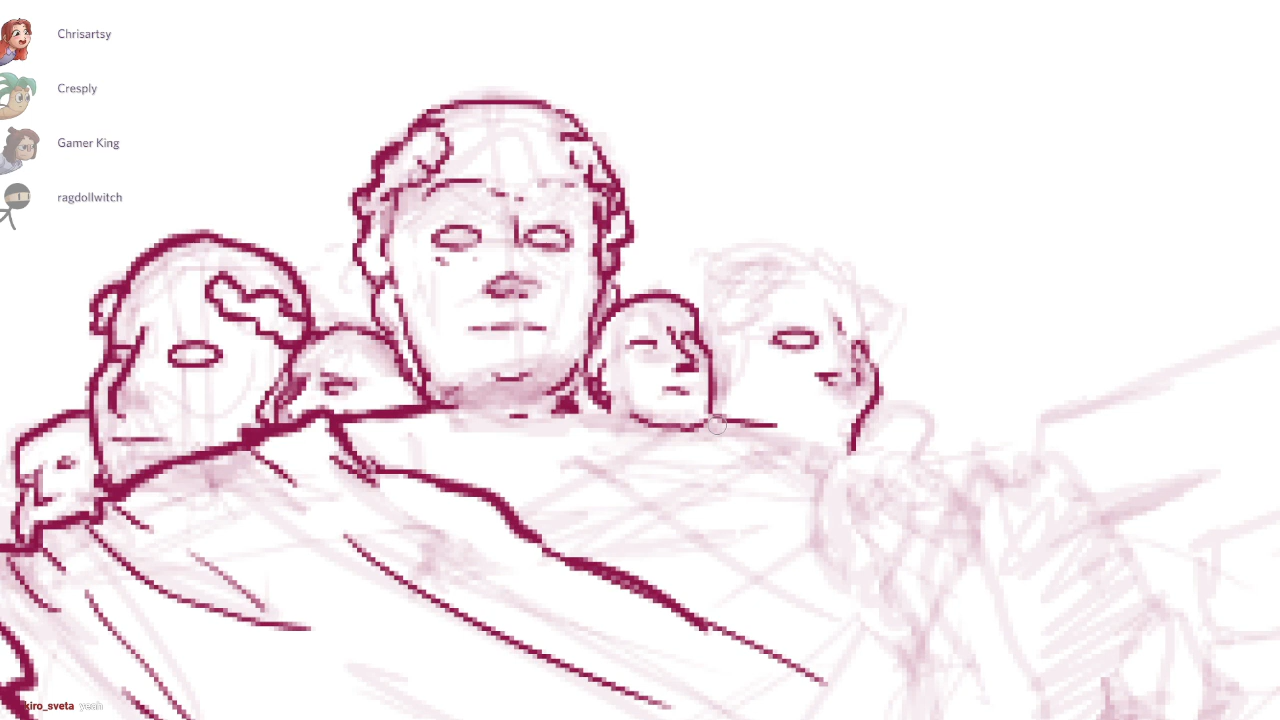 Chrisartsy
Cresply
Gamer King
ragdollwitch
kiro_sveta yeah